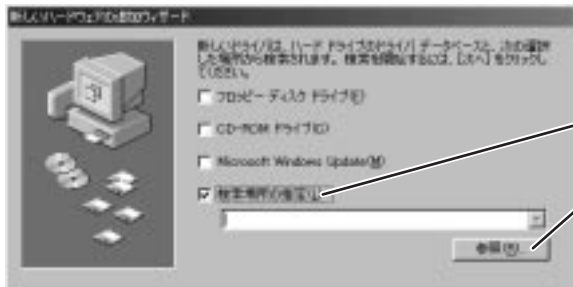 新しいハードウェアの追加ウィザード
新しいドライバは、ハード ドライブのドライバ データベースと、次の選択
した場所から検索されます。検索を開始するには、[次へ] をクリックし
てください。
フロッピー ディスク ドライブ(F)
CD-ROM ドライブ(C)
Microsoft Windows Update(M)
検索場所の指定(L)
参照(R)...